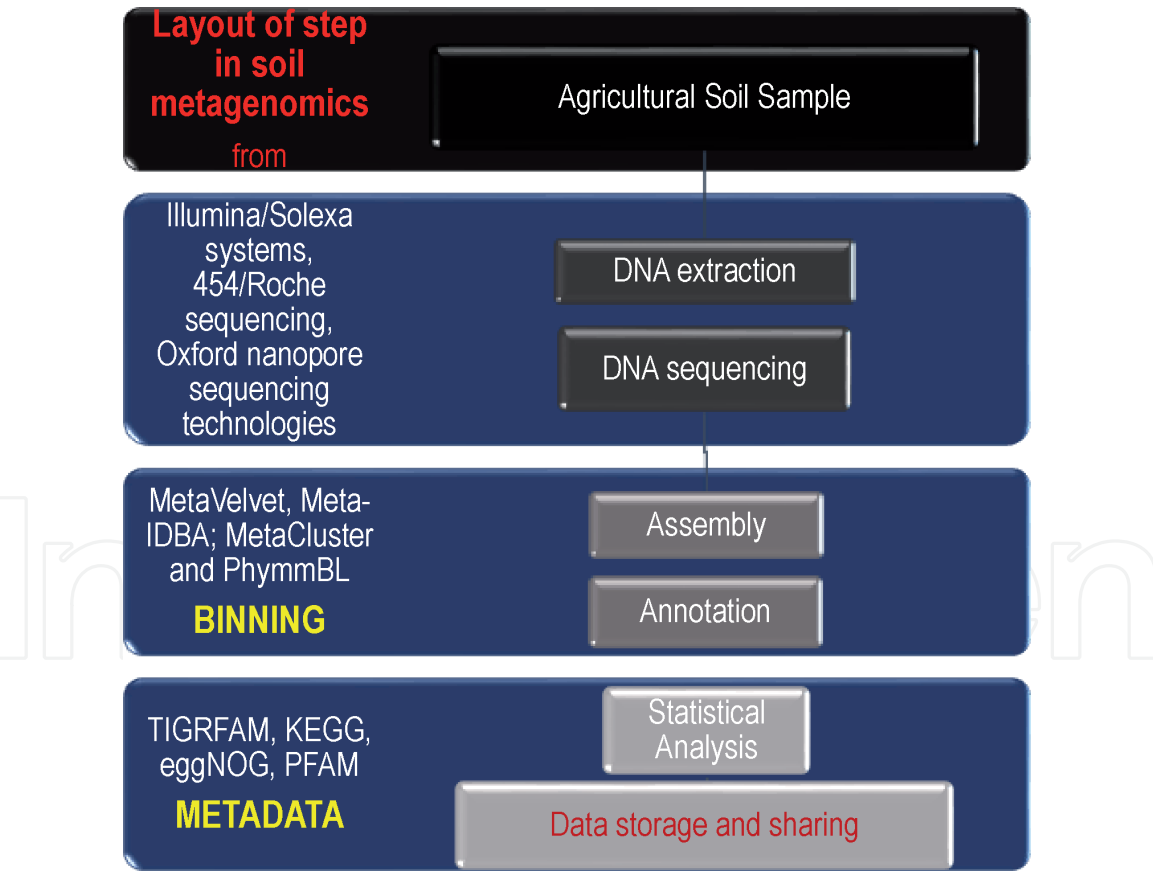 Layout of step
in soil
metagenomics
from
Agricultural Soil Sample
Illumina/Solexa
systems,
454/Roche
sequencing,
Oxford nanopore
sequencing
technologies
DNA extraction
DNA sequencing
MetaVelvet, Meta-
IDBA; MetaCluster
and PhymmBL
BINNING
Assembly
Annotation
TIGRFAM, KEGG,
eggNOG, PFAM
METADATA
Statistical
Analysis
Data storage and sharing